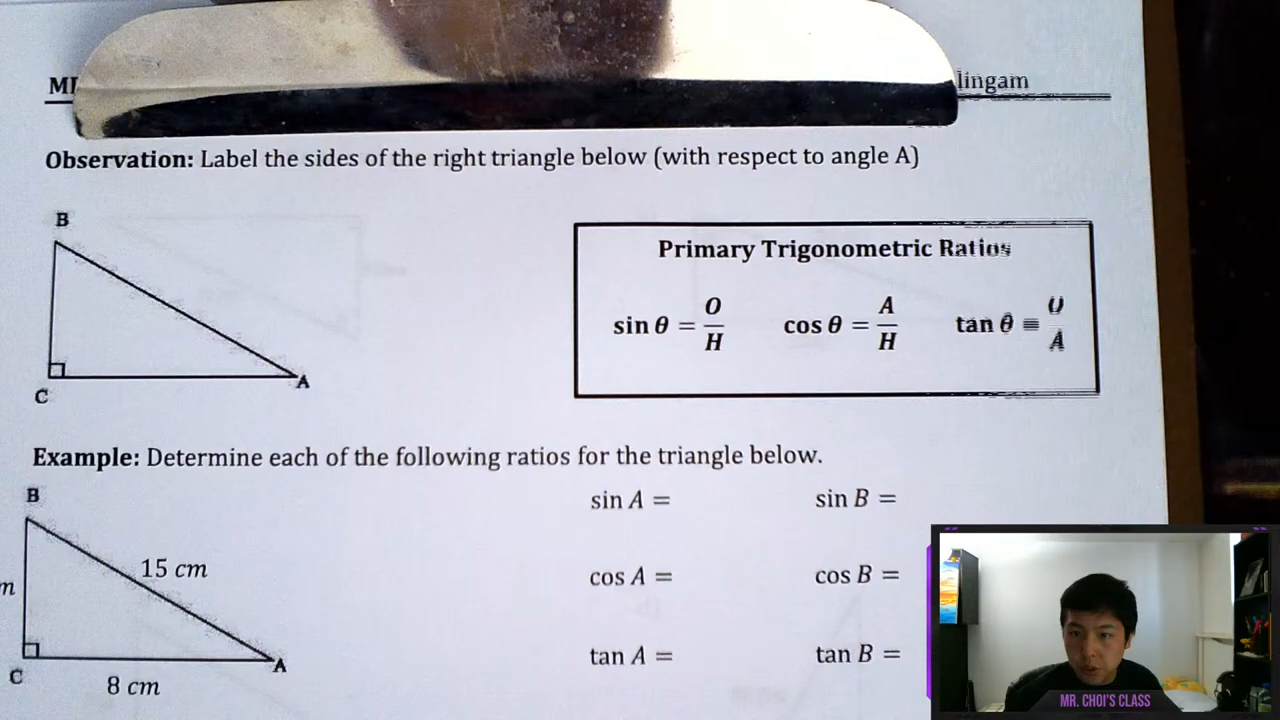 lingam
Observation: Label the sides of the right triangle below (with respect to angle A)
B
C
A
Primary Trigonometric Ratios
sin θ = O/H cos θ = A/H tan θ = O/A
Example: Determine each of the following ratios for the triangle below.
B
15 cm
m
C
A
8 cm
sin A = sin B =
cos A = cos B =
tan A = tan B =
MR. CHOI'S CLASS